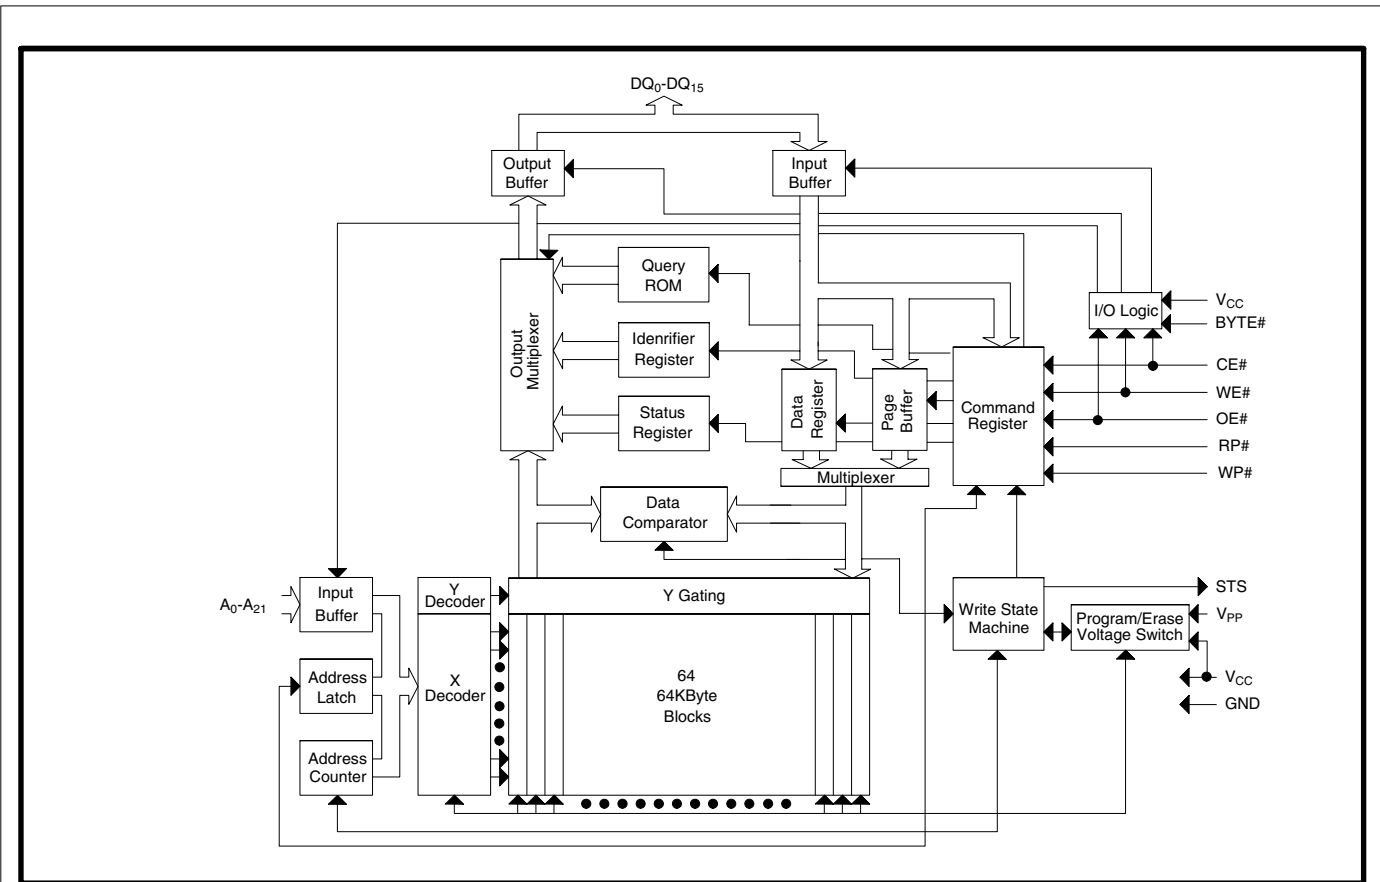 DQ0-DQ15
Output
Buffer
Input
Buffer
Query
ROM
Output
Multiplexer
Idenrifier
Register
Status
Register
Data
Register
Page
Buffer
Command
Register
Multiplexer
I/O Logic
VCC
BYTE#
CE#
WE#
OE#
RP#
WP#
Data
Comparator
A0-A21
Input
Buffer
Y
Decoder
Y Gating
Write State
Machine
Program/Erase
Voltage Switch
STS
VPP
VCC
GND
Address
Latch
X
Decoder
64
64KByte
Blocks
Address
Counter